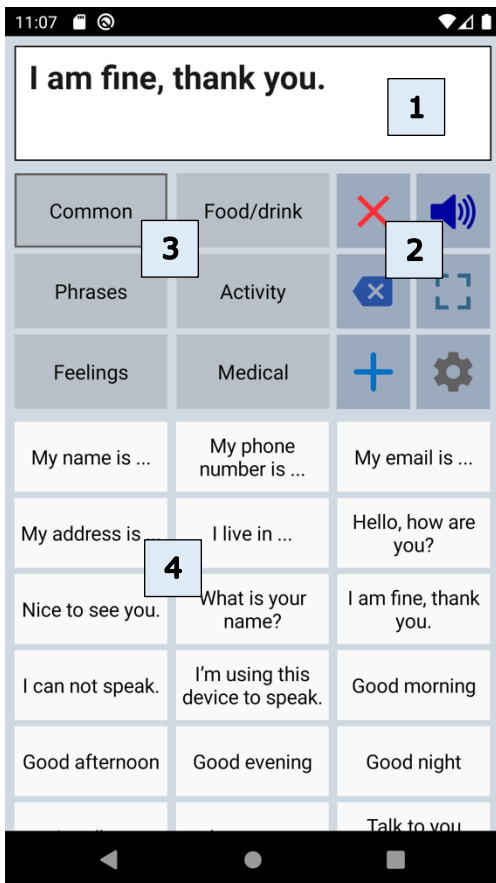 11:07
I am fine, thank you.
1
Common
Food/drink
3
2
Phrases
Activity
Feelings
Medical
My name is ...
My phone
number is ...
My email is ...
My address is
I live in ...
Hello, how are
you?
4
Nice to see you.
What is your
name?
I am fine, thank
you.
I can not speak.
I'm using this
device to speak.
Good morning
Good afternoon
Good evening
Good night
Talk to you